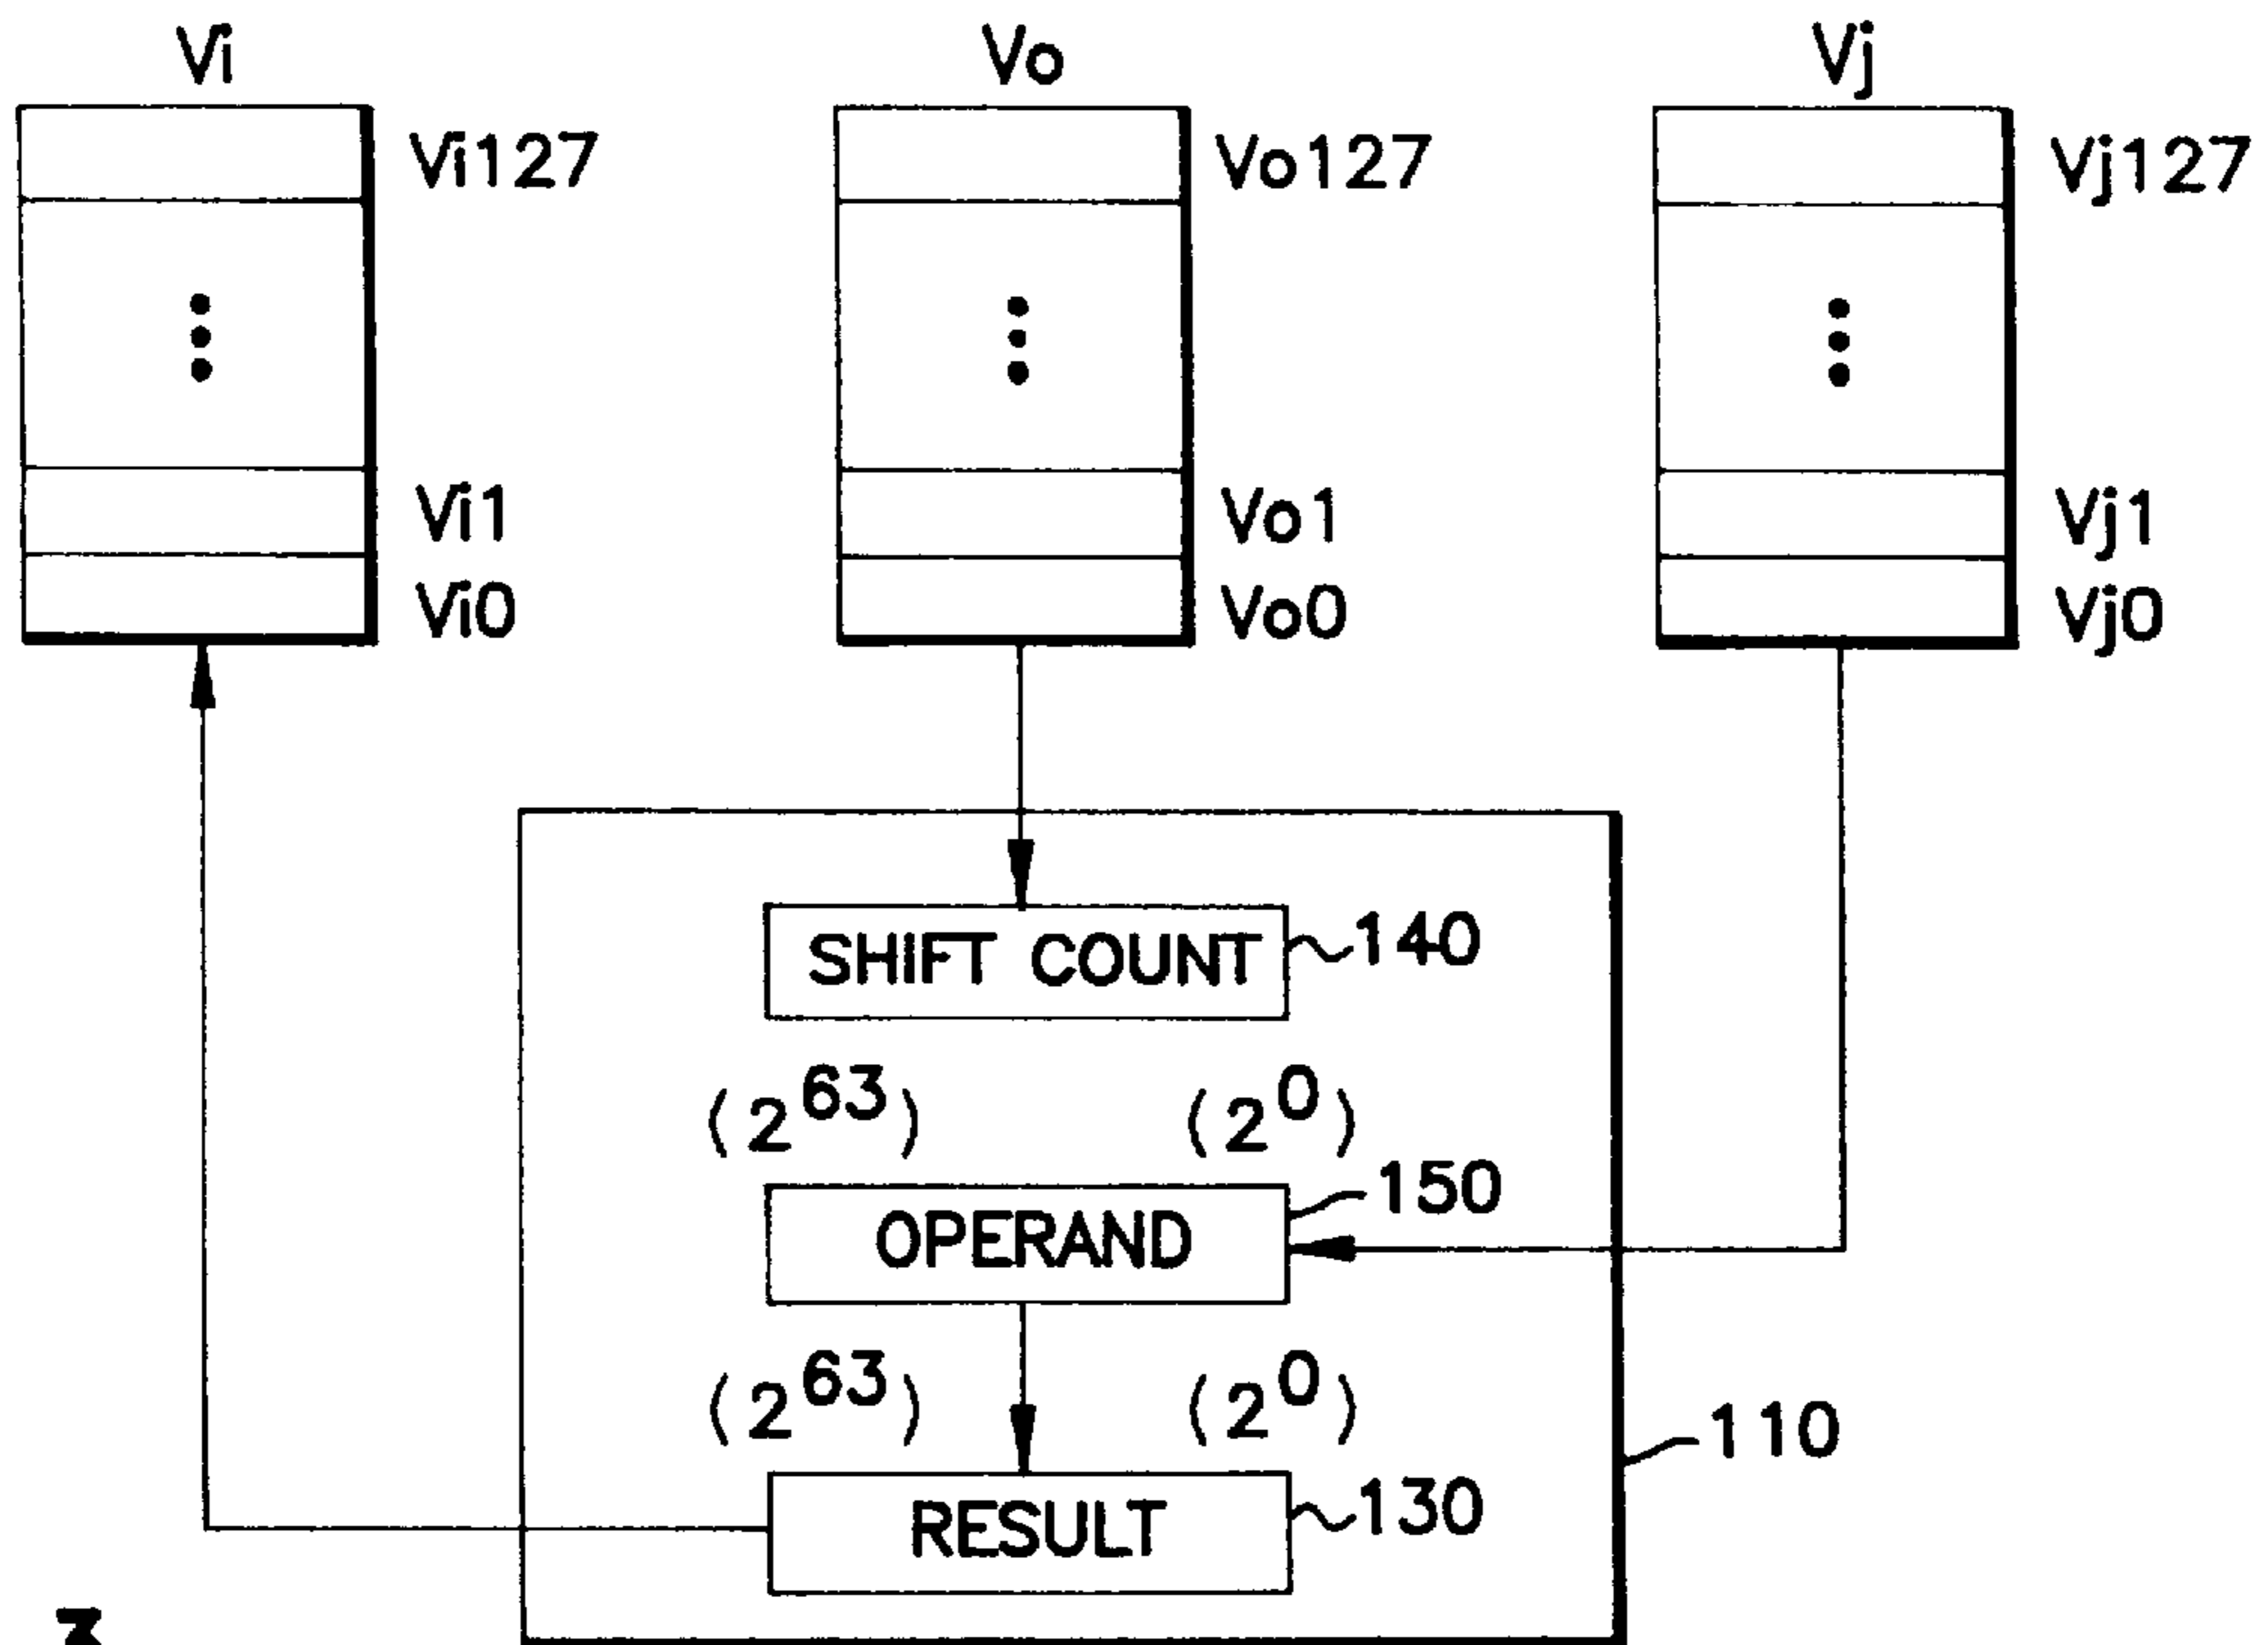 Vi Vo Vj
Vi127 Vo127 Vj127
Vi1 Vo1 Vj1
Vi0 Vo0 Vj0
SHIFT COUNT 140
(2^63) (2^0)
150
OPERAND
(2^63) (2^0)
110
RESULT 130